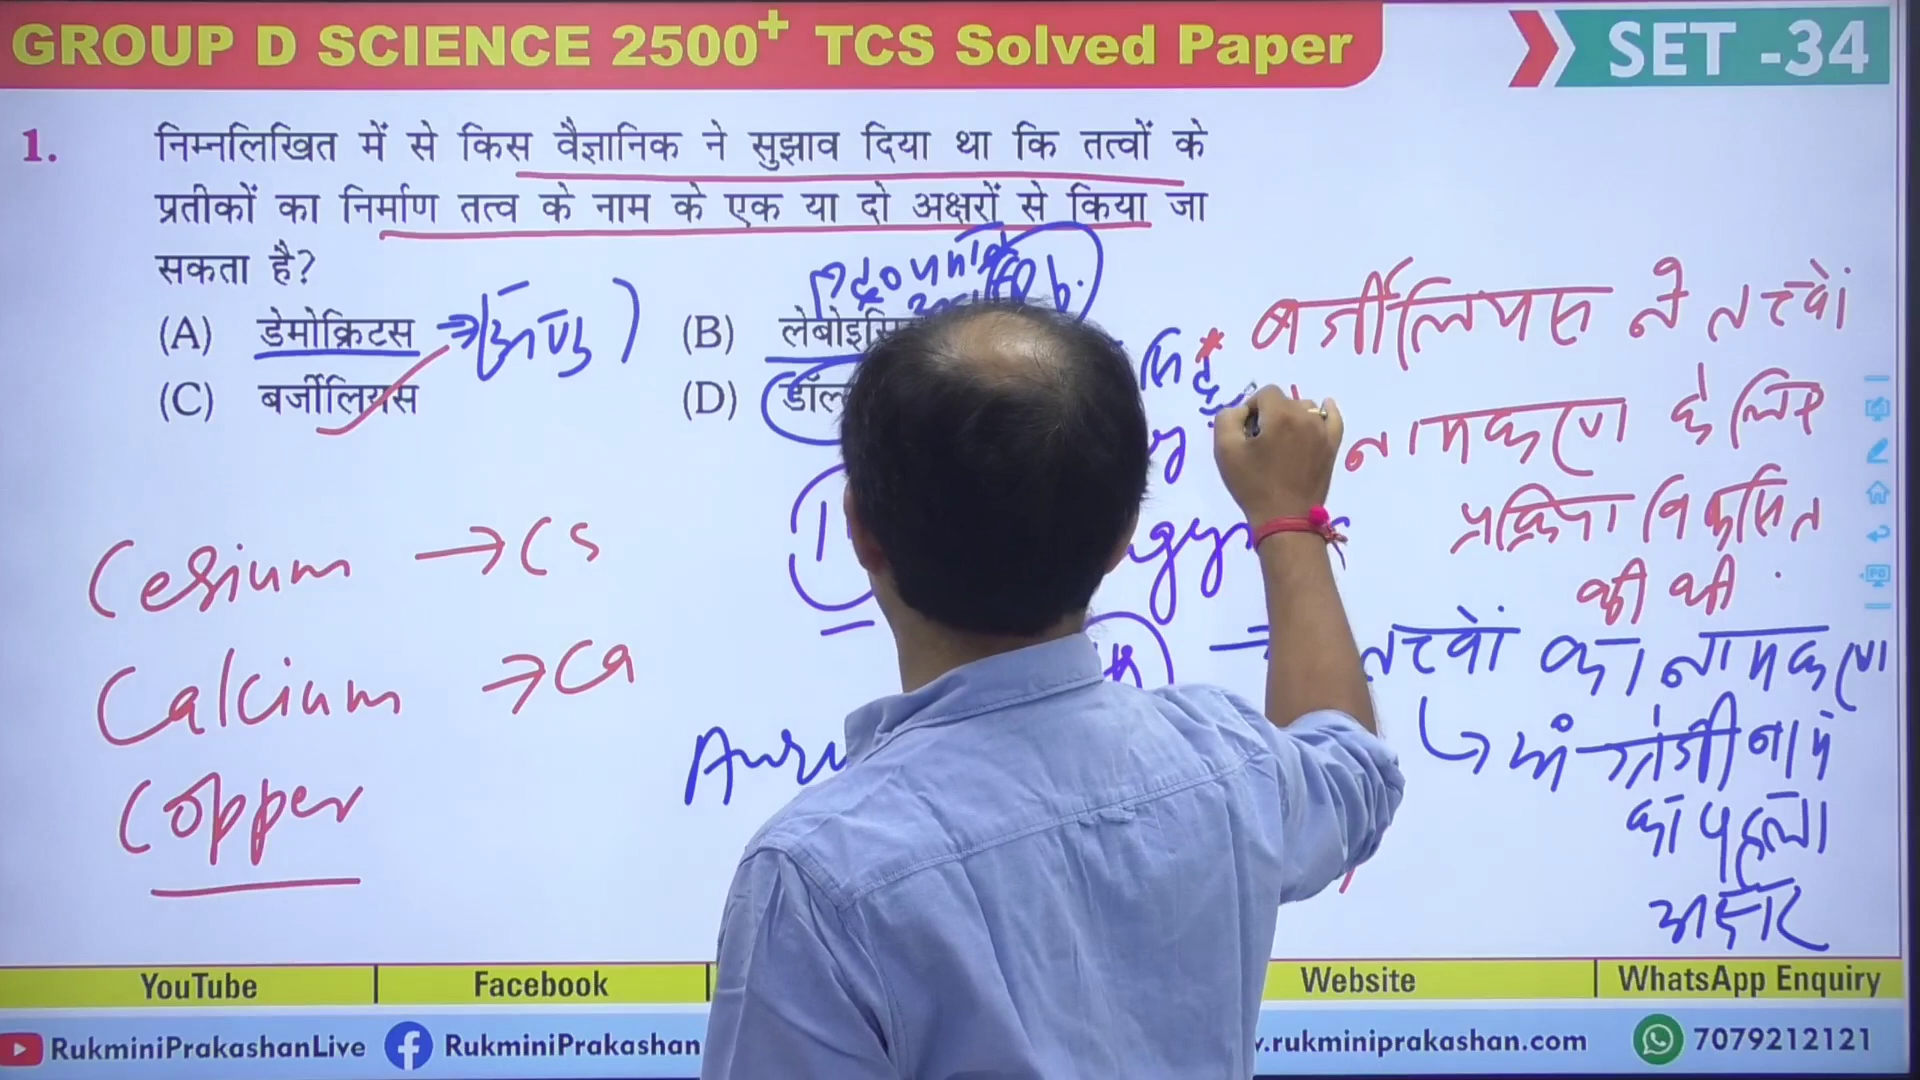 GROUP D SCIENCE 2500+ TCS Solved Paper
SET -34
1. निम्नलिखित में से किस वैज्ञानिक ने सुझाव दिया था कि तत्वों के
प्रतीकों का निर्माण तत्व के नाम के एक या दो अक्षरों से किया जा
सकता है?
(A) डेमोक्रिटस
(B)
(C) बर्जीलियस
(D)
बर्जीलियस ने तत्त्वों
नामकरण के लिए
प्रक्रिया विकसित
की थी
तत्त्वों का नामकरण
अंग्रेजी नाम
का पहला
अक्षर
Cesium → Cs
Calcium → Ca
Copper
YouTube
Facebook
Website
WhatsApp Enquiry
RukminiPrakashanLive
RukminiPrakashan
.rukminiprakashan.com
7079212121